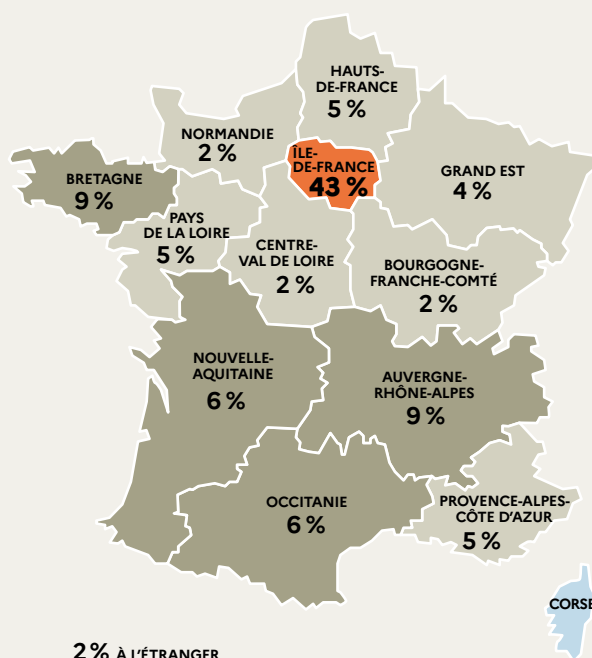 HAUTS-
DE-FRANCE
5 %
NORMANDIE
2 %
ÎLE-
DE-FRANCE
43 %
GRAND EST
4 %
BRETAGNE
9 %
PAYS
DE LA LOIRE
5 %
CENTRE-
VAL DE LOIRE
2 %
BOURGOGNE-
FRANCHE-COMTÉ
2 %
NOUVELLE-
AQUITAINE
6 %
AUVERGNE-
RHÔNE-ALPES
9 %
OCCITANIE
6 %
PROVENCE-ALPES-
CÔTE D'AZUR
5 %
CORSE
2 % À L'ÉTRANGER